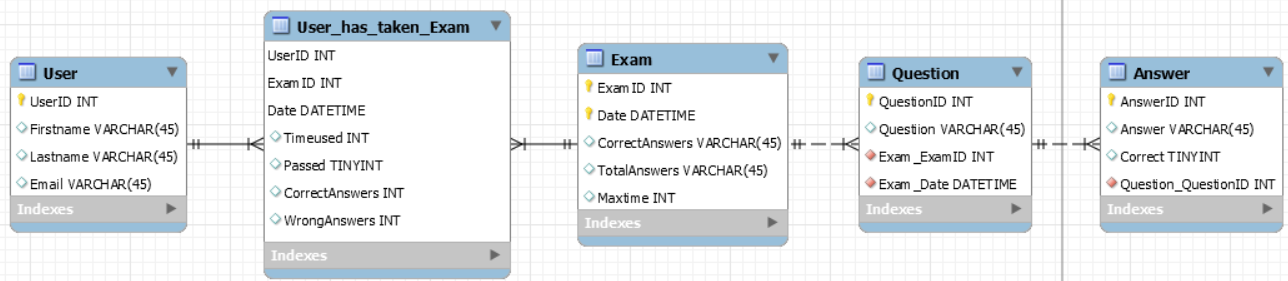 User
UserID INT
Firstname VARCHAR(45)
Lastname VARCHAR(45)
Email VARCHAR(45)
Indexes
User_has_taken_Exam
UserID INT
ExamID INT
Date DATETIME
Timeused INT
Passed TINYINT
CorrectAnswers INT
WrongAnswers INT
Indexes
Exam
ExamID INT
Date DATETIME
CorrectAnswers VARCHAR(45)
TotalAnswers VARCHAR(45)
Maxtime INT
Indexes
Question
QuestionID INT
Question VARCHAR(45)
Exam_ExamID INT
Exam_Date DATETIME
Indexes
Answer
AnswerID INT
Answer VARCHAR(45)
Correct TINYINT
Question_QuestionID INT
Indexes